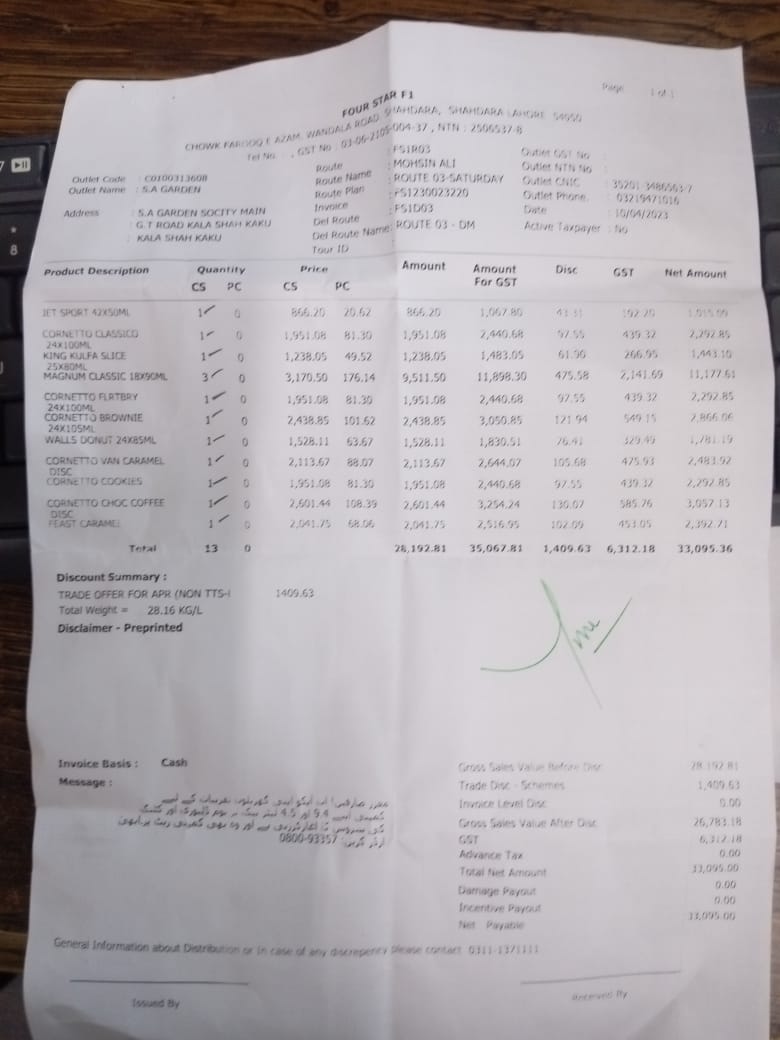 Page 1 of 1
FOUR STAR F1
CHOWK FAROOQ E AZAM, WANDALA ROAD, SHAHDARA, SHAHDARA LAHORE 54950
Tel No. , GST No : 03-06-2105-004-37 , NTN : 2506537-8
Outlet Code : C0100313608
Outlet Name : S.A GARDEN
Address : S.A GARDEN SOCITY MAIN
: G.T ROAD KALA SHAH KAKU
: KALA SHAH KAKU
Route : FS1R03
Route Name : MOHSIN ALI
Route Plan : ROUTE 03-SATURDAY
Invoice : FS1230023220
Del Route : FS1D03
Del Route Name: ROUTE 03 - DM
Tour ID
Outlet GST No :
Outlet NTN No :
Outlet CNIC : 35201-3486563-7
Outlet Phone. : 03219471016
Date : 10/04/2023
Active Taxpayer : No
Product Description Quantity Price Amount Amount Disc GST Net Amount
CS PC CS PC For GST
JET SPORT 42X50ML 1 0 866.20 20.62 866.20 1,067.80 43.31 192.20
CORNETTO CLASSICO 1 0 1,951.08 81.30 1,951.08 2,440.68 97.55 439.32 2,292.85
24X100ML
KING KULFA SLICE 1 0 1,238.05 49.52 1,238.05 1,483.05 61.90 266.95 1,443.10
25X80ML
MAGNUM CLASSIC 18X90ML 3 0 3,170.50 176.14 9,511.50 11,898.30 475.58 2,141.69 11,177.61
CORNETTO FLRTBRY 1 0 1,951.08 81.30 1,951.08 2,440.68 97.55 439.32 2,292.85
24X100ML
CORNETTO BROWNIE 1 0 2,438.85 101.62 2,438.85 3,050.85 121.94 549.15 2,866.06
24X105ML
WALLS DONUT 24X85ML 1 0 1,528.11 63.67 1,528.11 1,830.51 76.41 329.49 1,781.19
CORNETTO VAN CARAMEL 1 0 2,113.67 88.07 2,113.67 2,644.07 105.68 475.93 2,483.92
DISC
CORNETTO COOKIES 1 0 1,951.08 81.30 1,951.08 2,440.68 97.55 439.32 2,292.85
CORNETTO CHOC COFFEE 1 0 2,601.44 108.39 2,601.44 3,254.24 130.07 585.76 3,057.13
DISC
FEAST CARAMEL 1 0 2,041.75 68.06 2,041.75 2,516.95 102.09 453.05 2,392.71
Total 13 0 28,192.81 35,067.81 1,409.63 6,312.18 33,095.36
Discount Summary :
TRADE OFFER FOR APR (NON TTS-I 1409.63
Total Weight = 28.16 KG/L
Disclaimer - Preprinted
Invoice Basis : Cash
Message :
0800-93357
Gross Sales Value Before Disc 28,192.81
Trade Disc - Schemes 1,409.63
Invoice Level Disc 0.00
Gross Sales Value After Disc 26,783.18
GST 6,312.18
Advance Tax 0.00
Total Net Amount 33,095.00
Damage Payout 0.00
Incentive Payout 0.00
Net Payable 33,095.00
General Information about Distribution or In case of any discrepency please contact 0311-1371111
Issued By
Received By